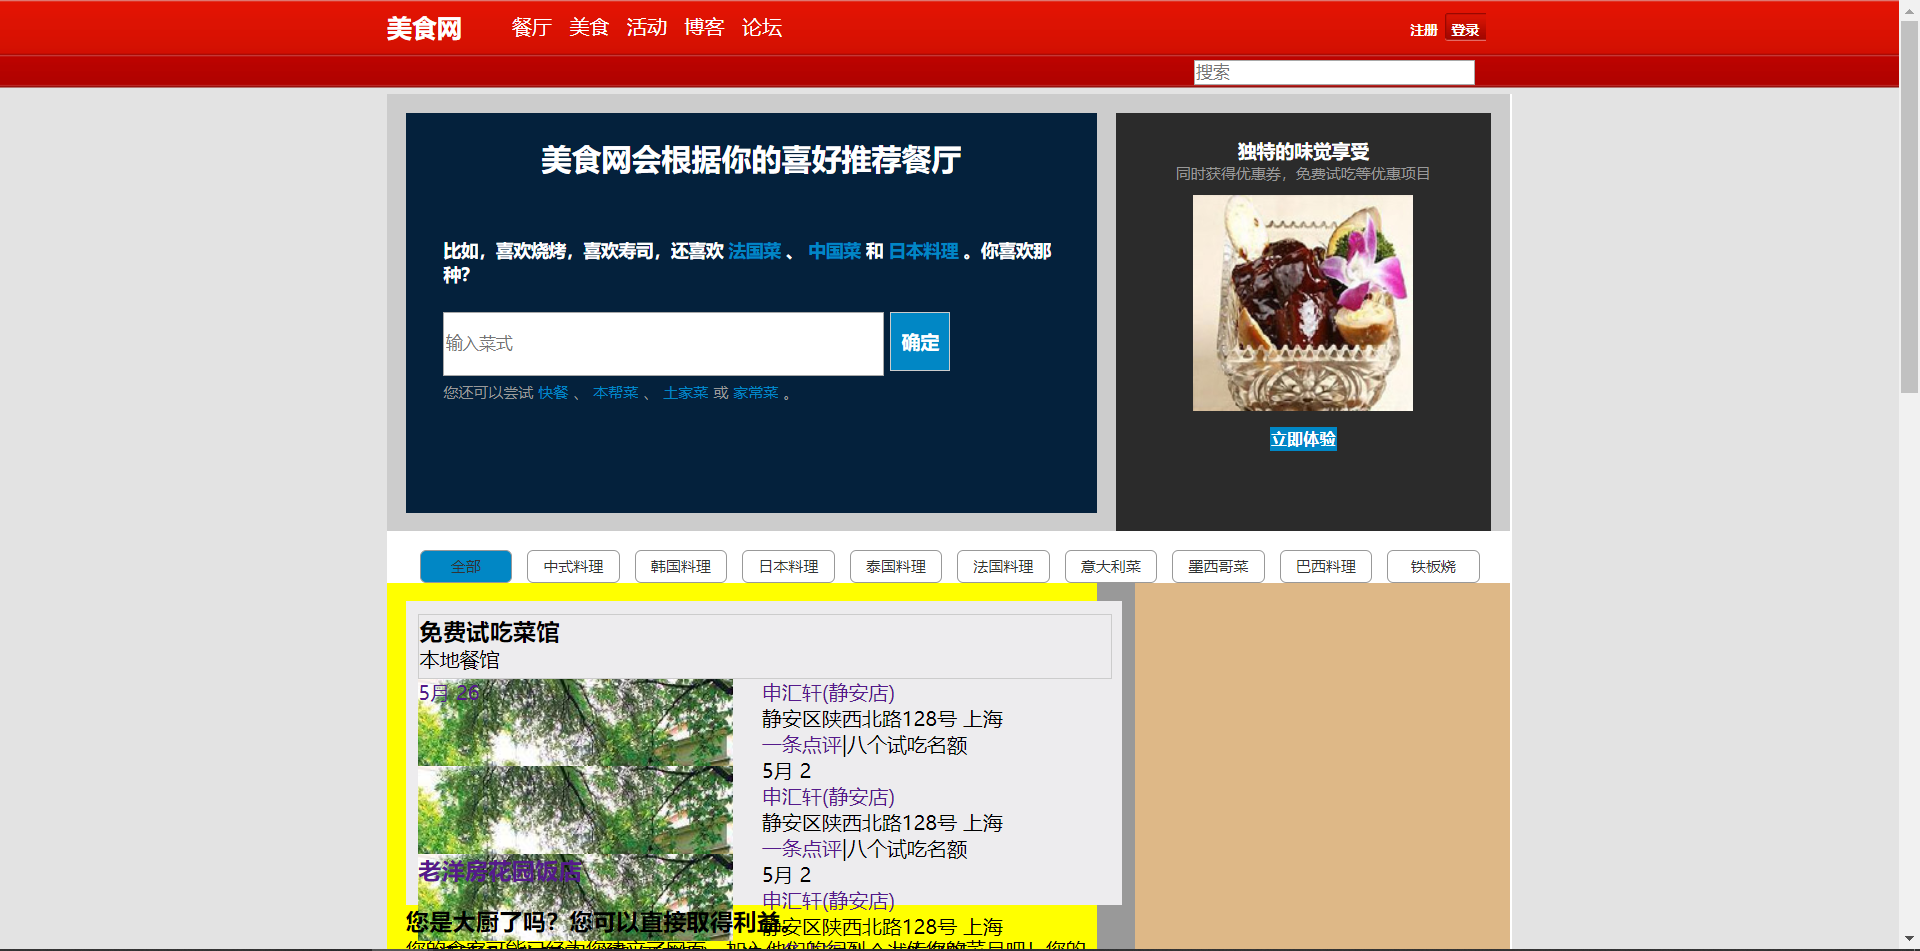 美食网
餐厅 美食 活动 博客 论坛
注册 登录
搜索
美食网会根据你的喜好推荐餐厅
比如，喜欢烧烤，喜欢寿司，还喜欢 法国菜 、 中国菜 和 日本料理 。你喜欢那
种?
输入菜式
确定
您还可以尝试 快餐 、 本帮菜 、 土家菜 或 家常菜 。
独特的味觉享受
同时获得优惠券，免费试吃等优惠项目
立即体验
全部 中式料理 韩国料理 日本料理 泰国料理 法国料理 意大利菜 墨西哥菜 巴西料理 铁板烧
免费试吃菜馆
本地餐馆
5月 26
老洋房花园饭店
申汇轩(静安店)
静安区陕西北路128号 上海
一条点评|八个试吃名额
5月 2
申汇轩(静安店)
静安区陕西北路128号 上海
一条点评|八个试吃名额
5月 2
申汇轩(静安店)
静安区陕西北路128号 上海
您是大厨了吗？您可以直接取得利益。